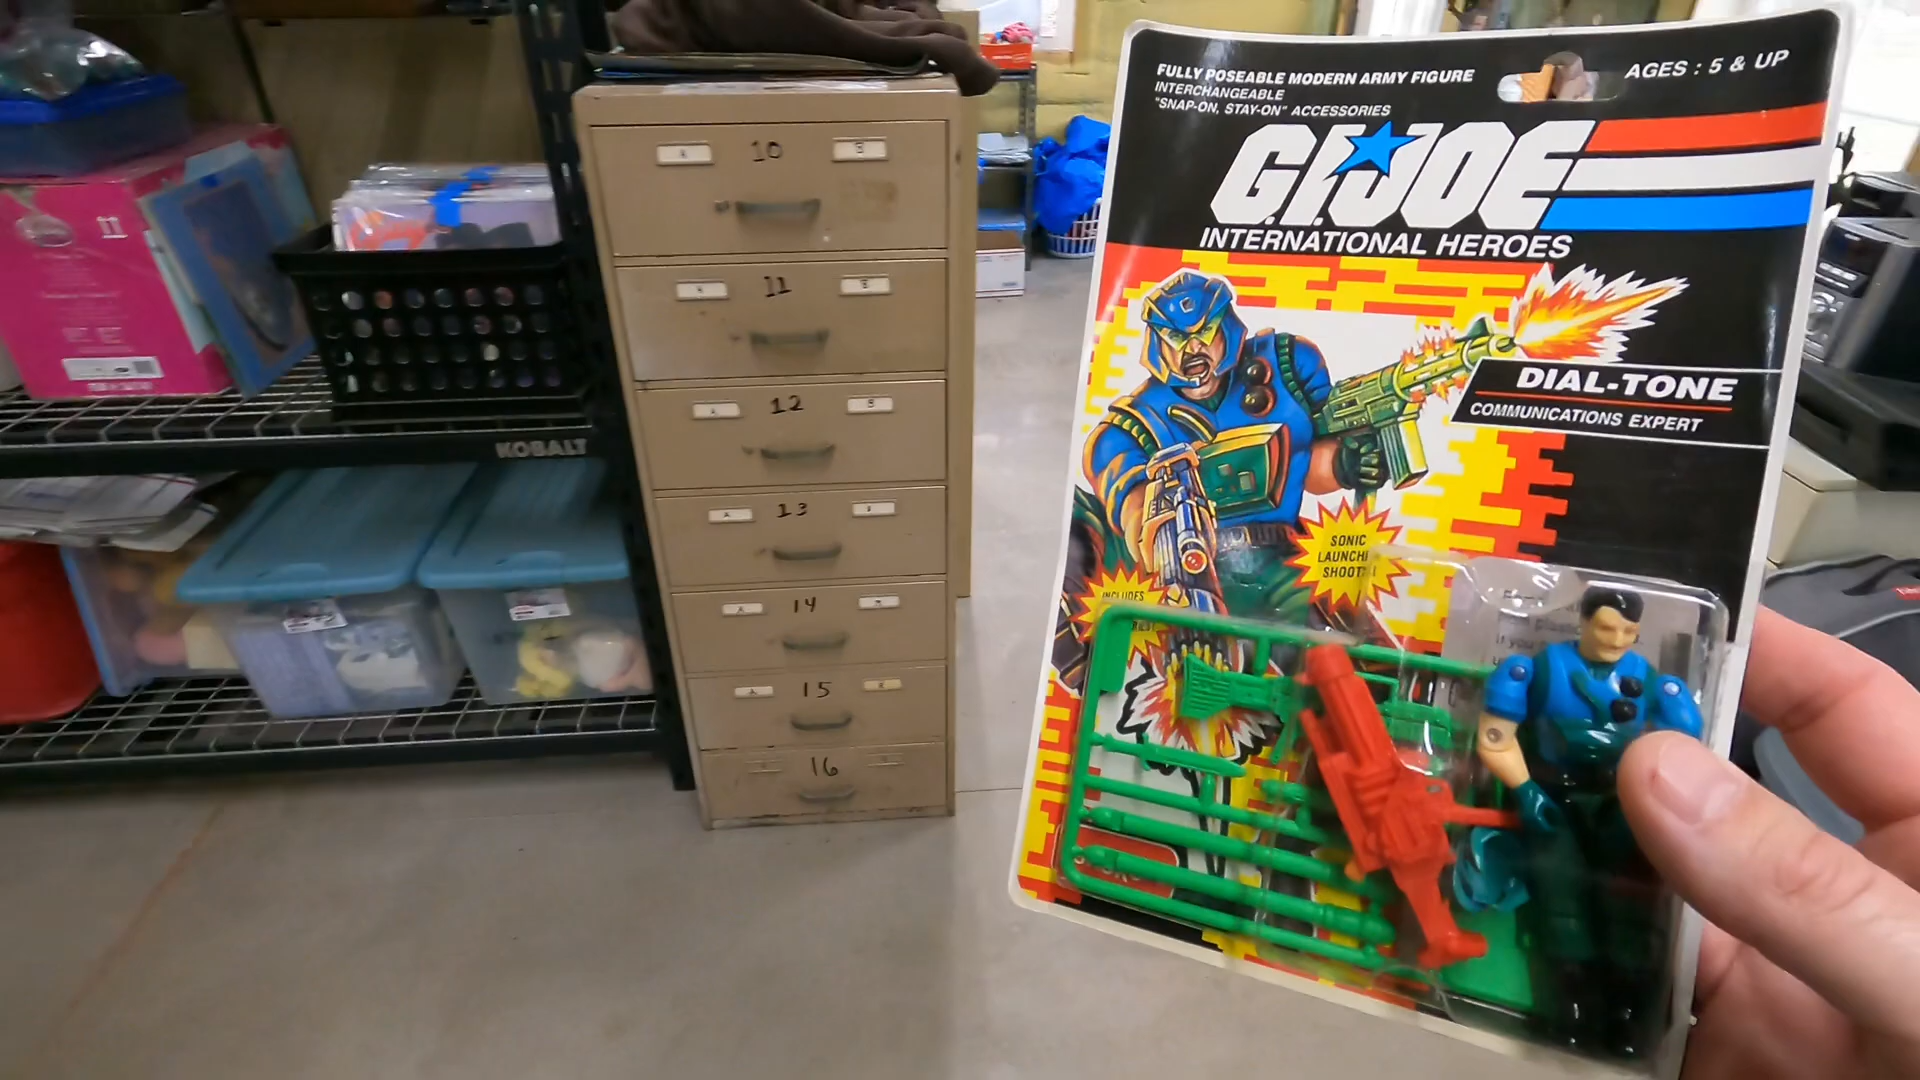 FULLY POSEABLE MODERN ARMY FIGURE
INTERCHANGEABLE
"SNAP-ON, STAY-ON" ACCESSORIES
AGES : 5 & UP
G.I. JOE
INTERNATIONAL HEROES
DIAL-TONE
COMMUNICATIONS EXPERT
SONIC
INCLUDES
KOBALT
A 10 B
11
A 12 B
A 13
A 14
A 15
16